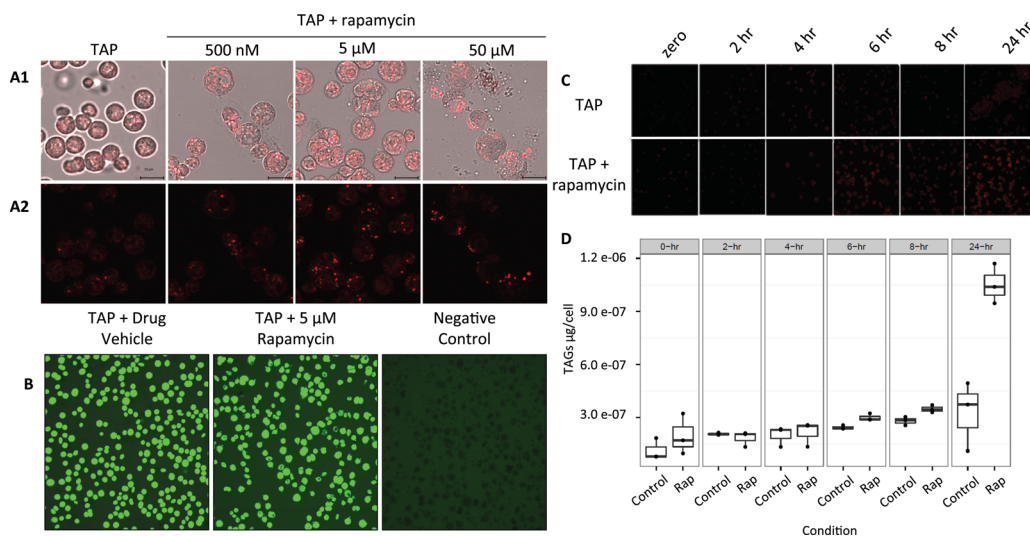 TAP + rapamycin
TAP
500 nM
5 µM
50 µM
A1
A2
TAP + Drug
Vehicle
TAP + 5 µM
Rapamycin
Negative
Control
B
zero
2 hr
4 hr
6 hr
8 hr
24 hr
C
TAP
TAP +
rapamycin
D
0-hr
2-hr
4-hr
6-hr
8-hr
24-hr
1.2 e-06
9.0 e-07
6.0 e-07
3.0 e-07
TAGs µg/cell
Control
Rap
Control
Rap
Control
Rap
Control
Rap
Control
Rap
Control
Rap
Condition